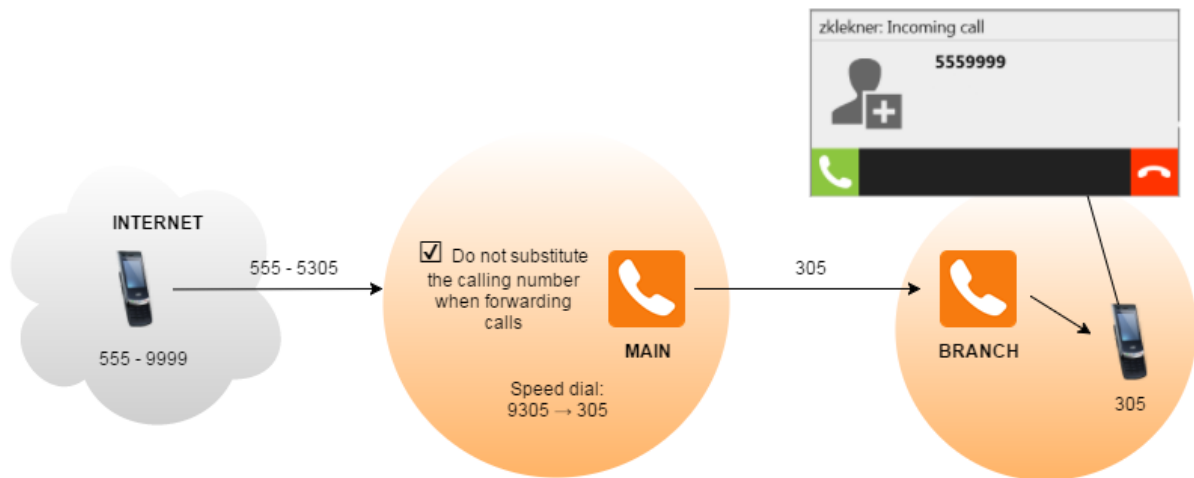 zklekner: Incoming call
5559999
INTERNET
555 - 5305
555 - 9999
☑ Do not substitute
the calling number
when forwarding
calls
MAIN
Speed dial:
9305 → 305
305
BRANCH
305